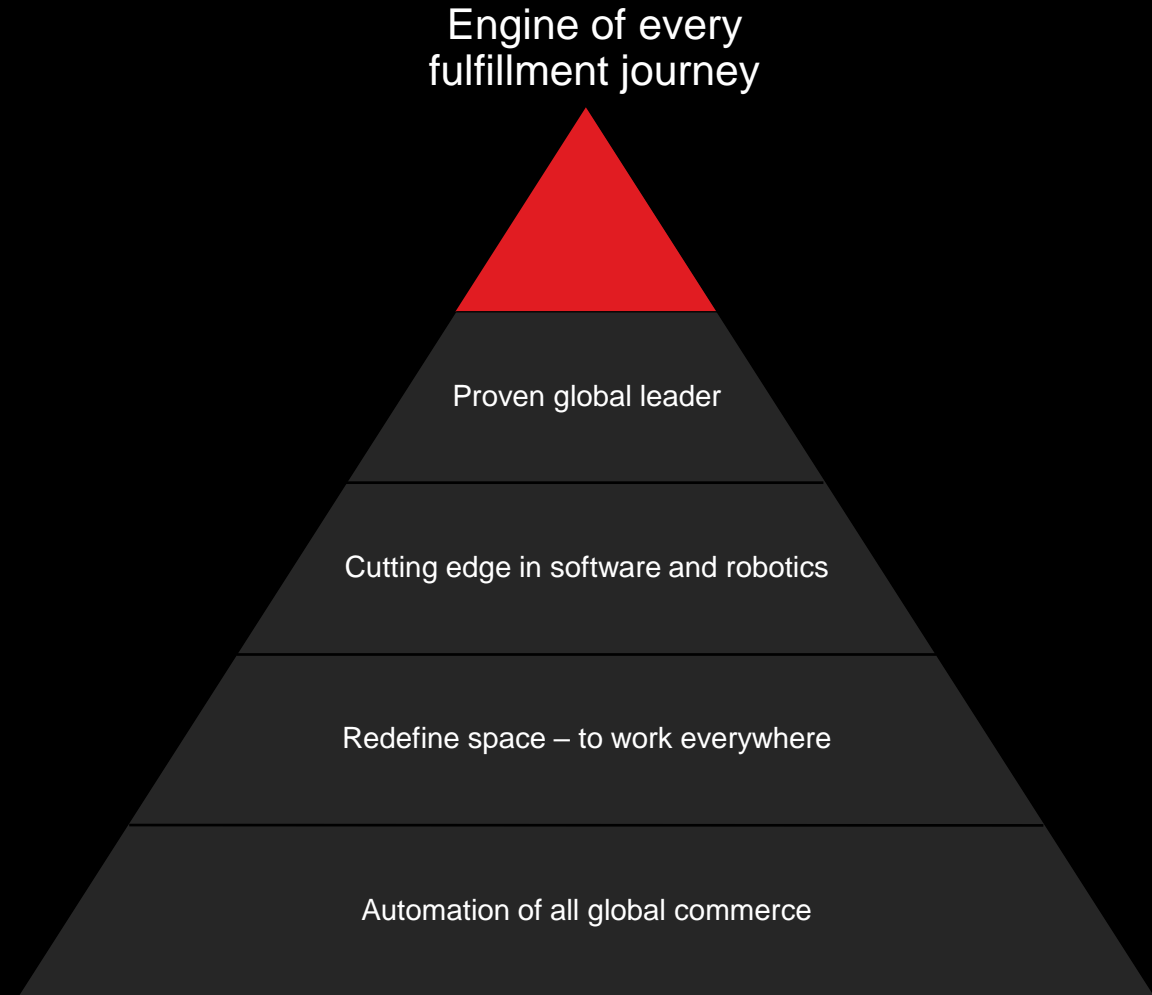 Engine of every
fulfillment journey
Proven global leader
Cutting edge in software and robotics
Redefine space – to work everywhere
Automation of all global commerce